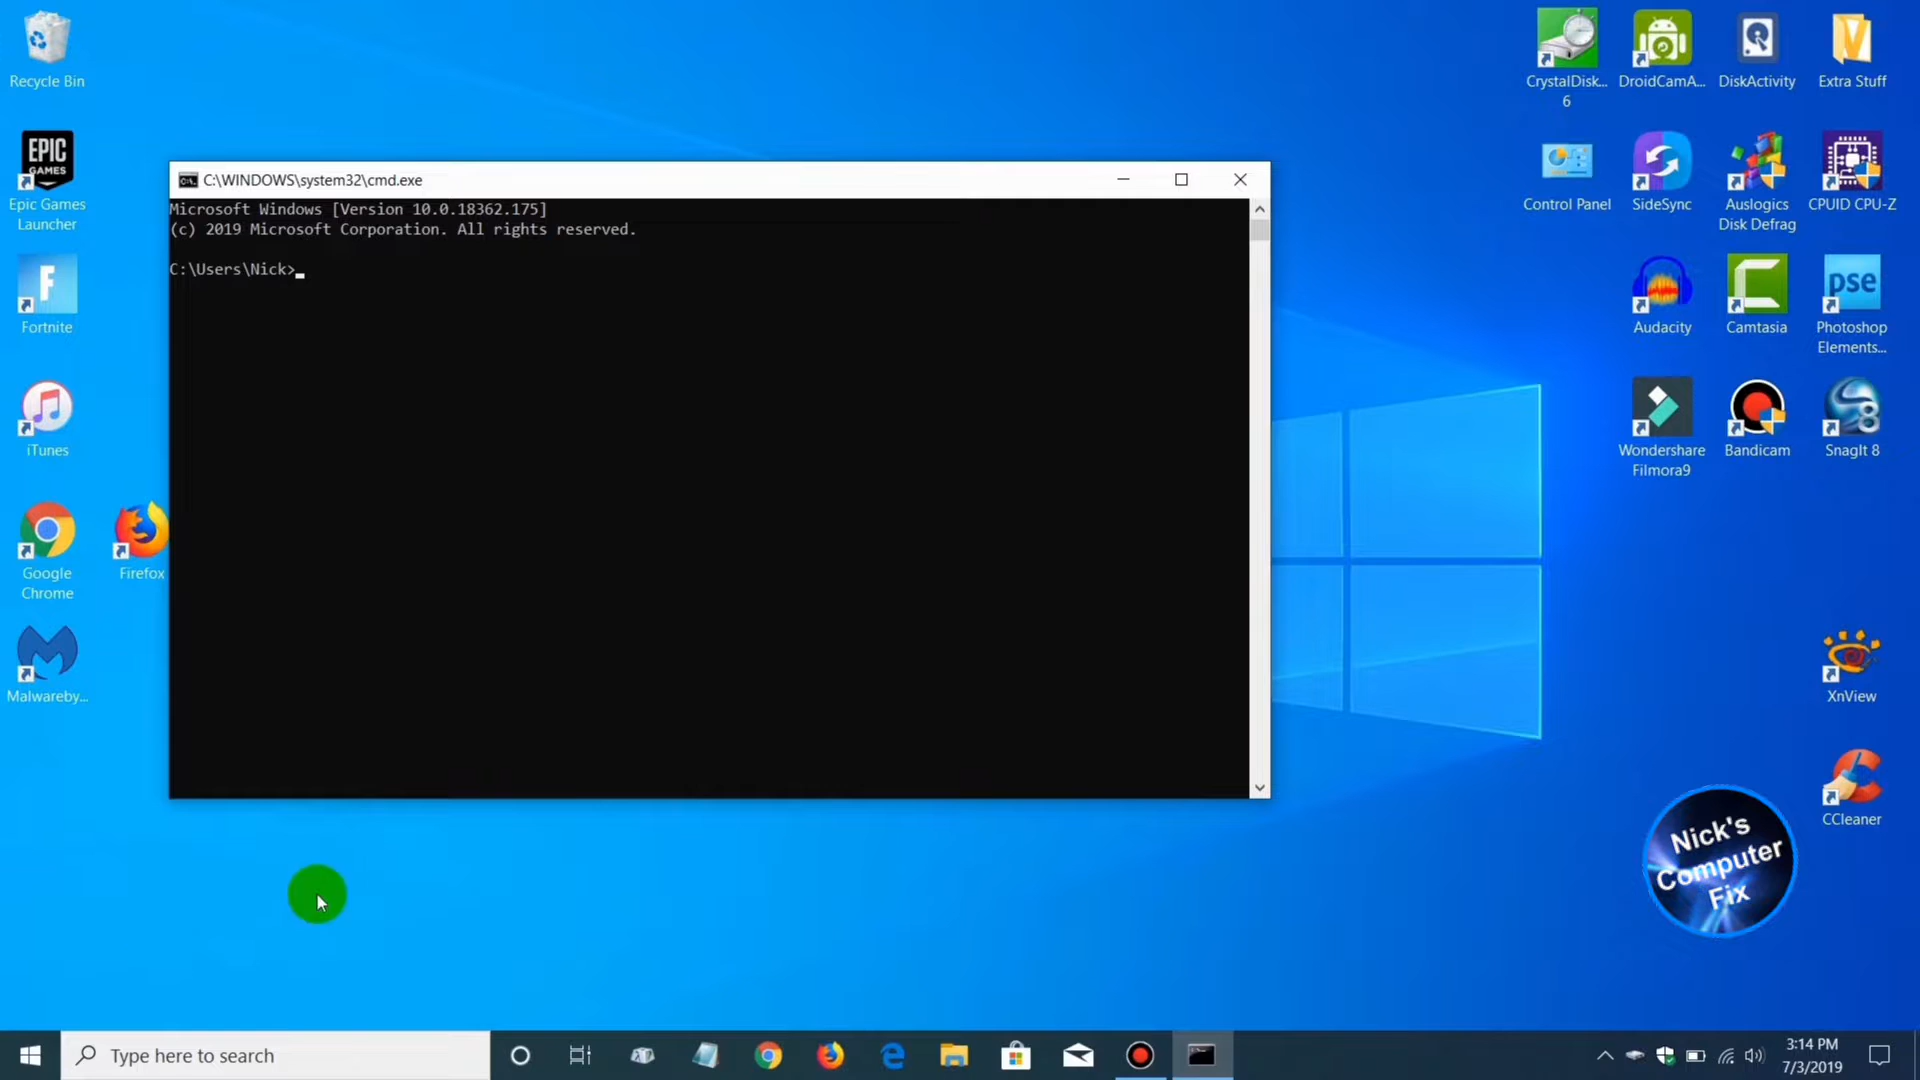 Recycle Bin
EPIC
GAMES
Epic Games
Launcher
Fortnite
iTunes
Google
Chrome
Firefox
Malwareby...
C:\WINDOWS\system32\cmd.exe
Microsoft Windows [Version 10.0.18362.175]
(c) 2019 Microsoft Corporation. All rights reserved.
C:\Users\Nick>
CrystalDisk...
6
DroidCamA...
DiskActivity
Extra Stuff
Control Panel
SideSync
Auslogics
Disk Defrag
CPUID CPU-Z
Audacity
Camtasia
pse
Photoshop
Elements...
Wondershare
Filmora9
Bandicam
SnagIt 8
XnView
CCleaner
Nick's
Computer
Fix
Type here to search
3:14 PM
7/3/2019